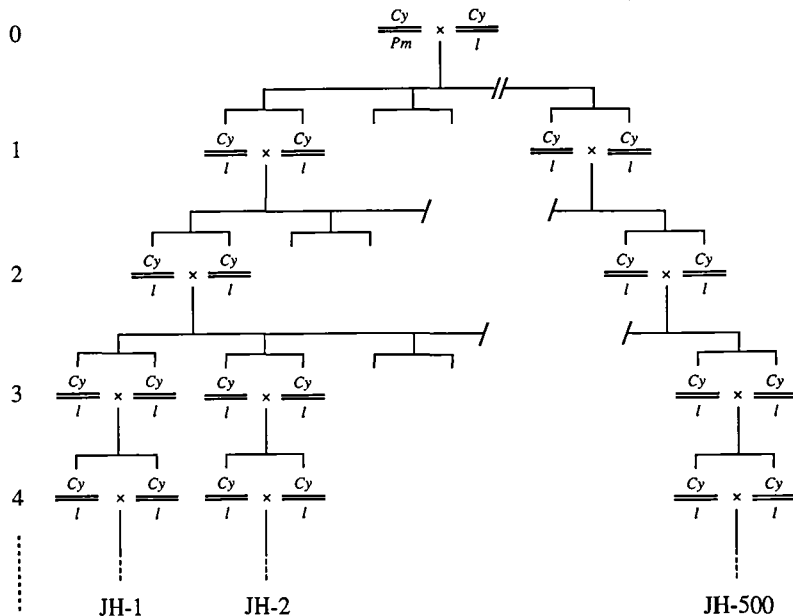 0
Cy Cy
× 
Pm l
1
Cy Cy Cy Cy
× ×
l l l l
2
Cy Cy Cy Cy
× ×
l l l l
3
Cy Cy Cy Cy Cy Cy
× × ×
l l l l l l
4
Cy Cy Cy Cy Cy Cy
× × ×
l l l l l l
JH-1 JH-2 JH-500